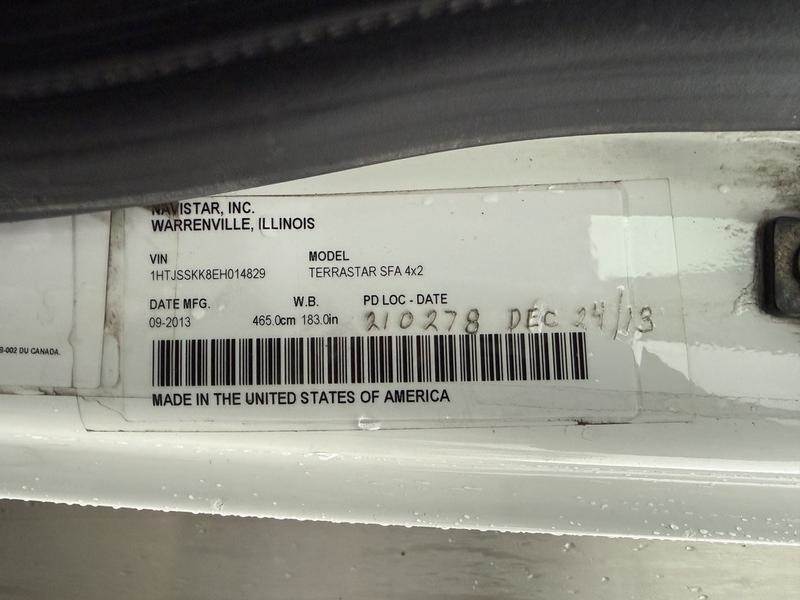 NAVISTAR, INC.
WARRENVILLE, ILLINOIS
VIN MODEL
1HTJSSKK8EH014829 TERRASTAR SFA 4x2
DATE MFG. W.B. PD LOC - DATE
09-2013 465.0cm 183.0in 210278 DEC 24/13
MADE IN THE UNITED STATES OF AMERICA
-002 DU CANADA.